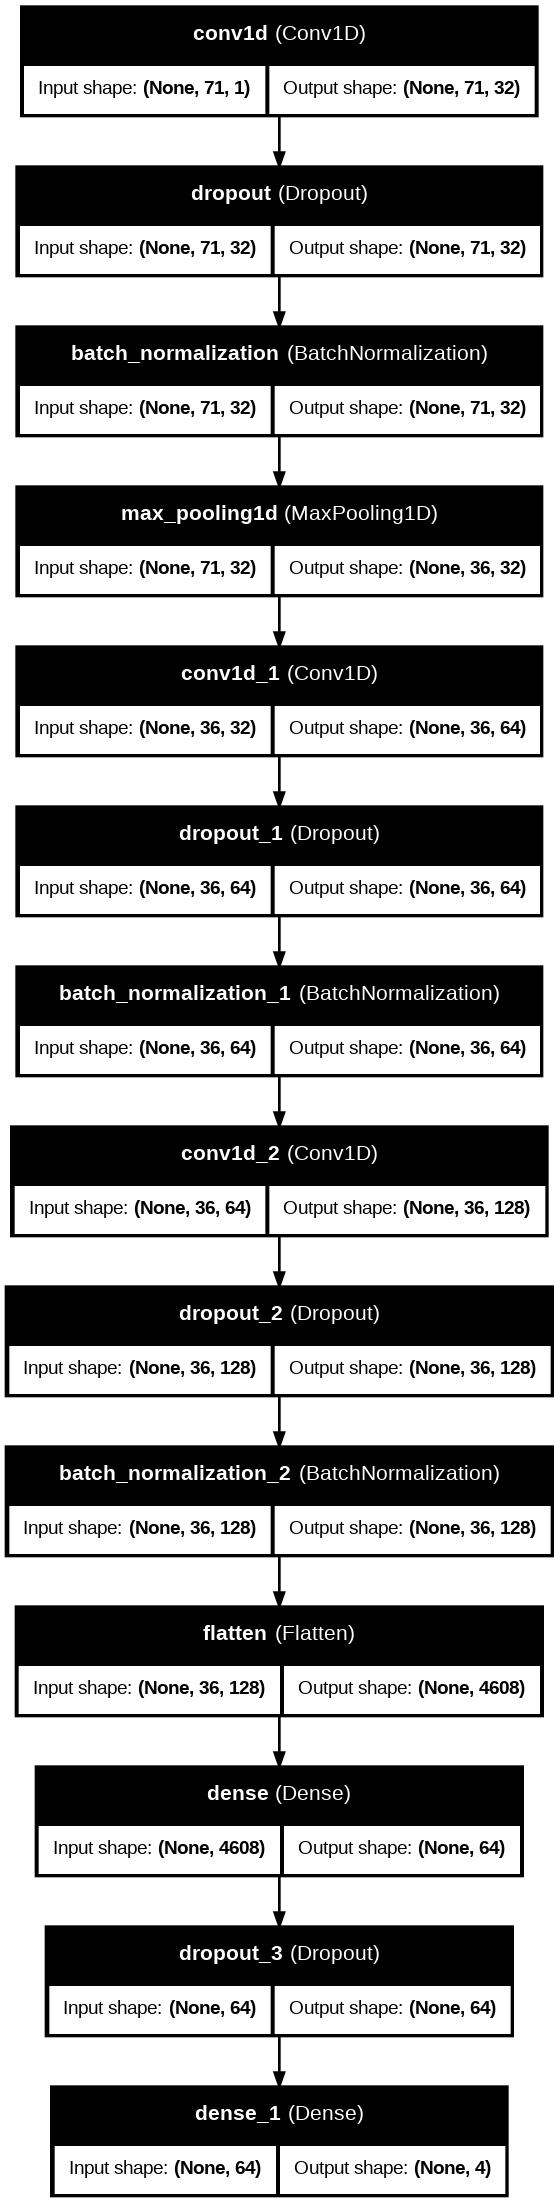 conv1d (Conv1D)
Input shape: (None, 71, 1) Output shape: (None, 71, 32)
dropout (Dropout)
Input shape: (None, 71, 32) Output shape: (None, 71, 32)
batch_normalization (BatchNormalization)
Input shape: (None, 71, 32) Output shape: (None, 71, 32)
max_pooling1d (MaxPooling1D)
Input shape: (None, 71, 32) Output shape: (None, 36, 32)
conv1d_1 (Conv1D)
Input shape: (None, 36, 32) Output shape: (None, 36, 64)
dropout_1 (Dropout)
Input shape: (None, 36, 64) Output shape: (None, 36, 64)
batch_normalization_1 (BatchNormalization)
Input shape: (None, 36, 64) Output shape: (None, 36, 64)
conv1d_2 (Conv1D)
Input shape: (None, 36, 64) Output shape: (None, 36, 128)
dropout_2 (Dropout)
Input shape: (None, 36, 128) Output shape: (None, 36, 128)
batch_normalization_2 (BatchNormalization)
Input shape: (None, 36, 128) Output shape: (None, 36, 128)
flatten (Flatten)
Input shape: (None, 36, 128) Output shape: (None, 4608)
dense (Dense)
Input shape: (None, 4608) Output shape: (None, 64)
dropout_3 (Dropout)
Input shape: (None, 64) Output shape: (None, 64)
dense_1 (Dense)
Input shape: (None, 64) Output shape: (None, 4)